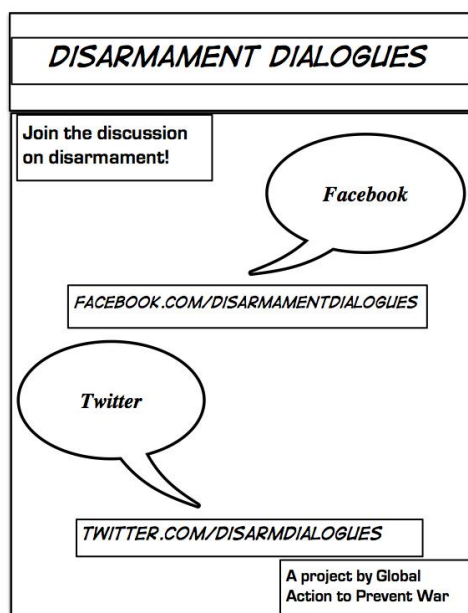 DISARMAMENT DIALOGUES
Join the discussion
on disarmament!
Facebook
FACEBOOK.COM/DISARMAMENTDIALOGUES
Twitter
TWITTER.COM/DISARMDIALOGUES
A project by Global
Action to Prevent War